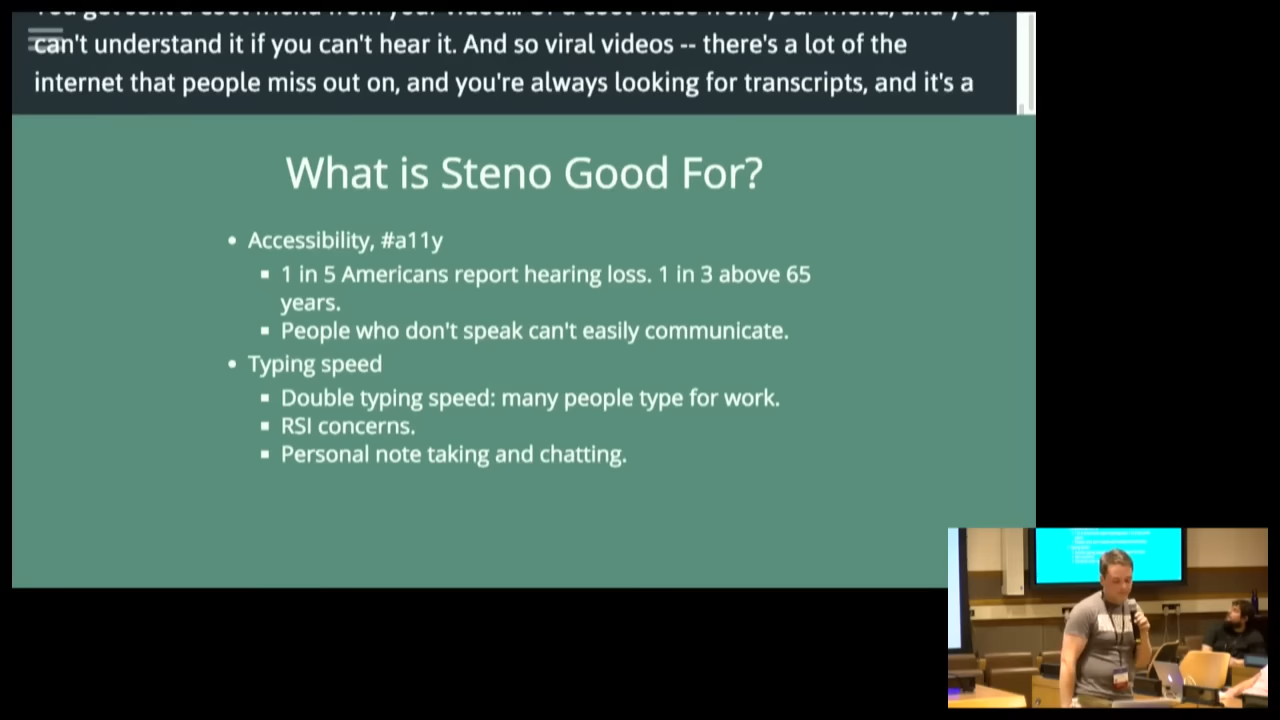 can't understand it if you can't hear it. And so viral videos -- there's a lot of the
internet that people miss out on, and you're always looking for transcripts, and it's a
What is Steno Good For?
• Accessibility, #a11y
▪ 1 in 5 Americans report hearing loss. 1 in 3 above 65
years.
▪ People who don't speak can't easily communicate.
• Typing speed
▪ Double typing speed: many people type for work.
▪ RSI concerns.
▪ Personal note taking and chatting.